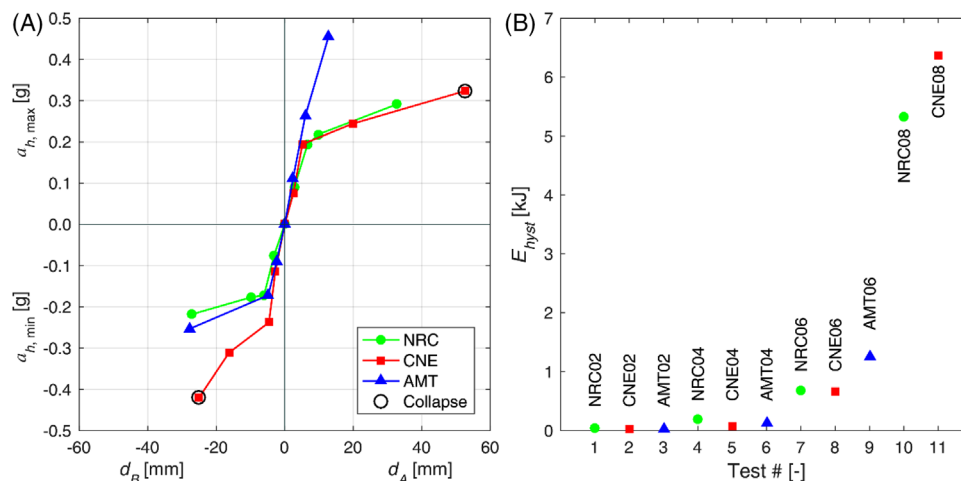 (A)
0.5
0.4
0.3
0.2
0.1
0.0
-0.1
-0.2
-0.3
-0.4
-0.5
a_h, max [g]
a_h, min [g]
-60
-40
-20
0
20
40
60
d_B [mm]
d_A [mm]
NRC
CNE
AMT
Collapse
(B)
7
6
5
4
3
2
1
0
E_hyst [kJ]
NRC02
CNE02
AMT02
NRC04
CNE04
AMT04
NRC06
CNE06
AMT06
NRC08
CNE08
1 2 3 4 5 6 7 8 9 10 11
Test # [-]